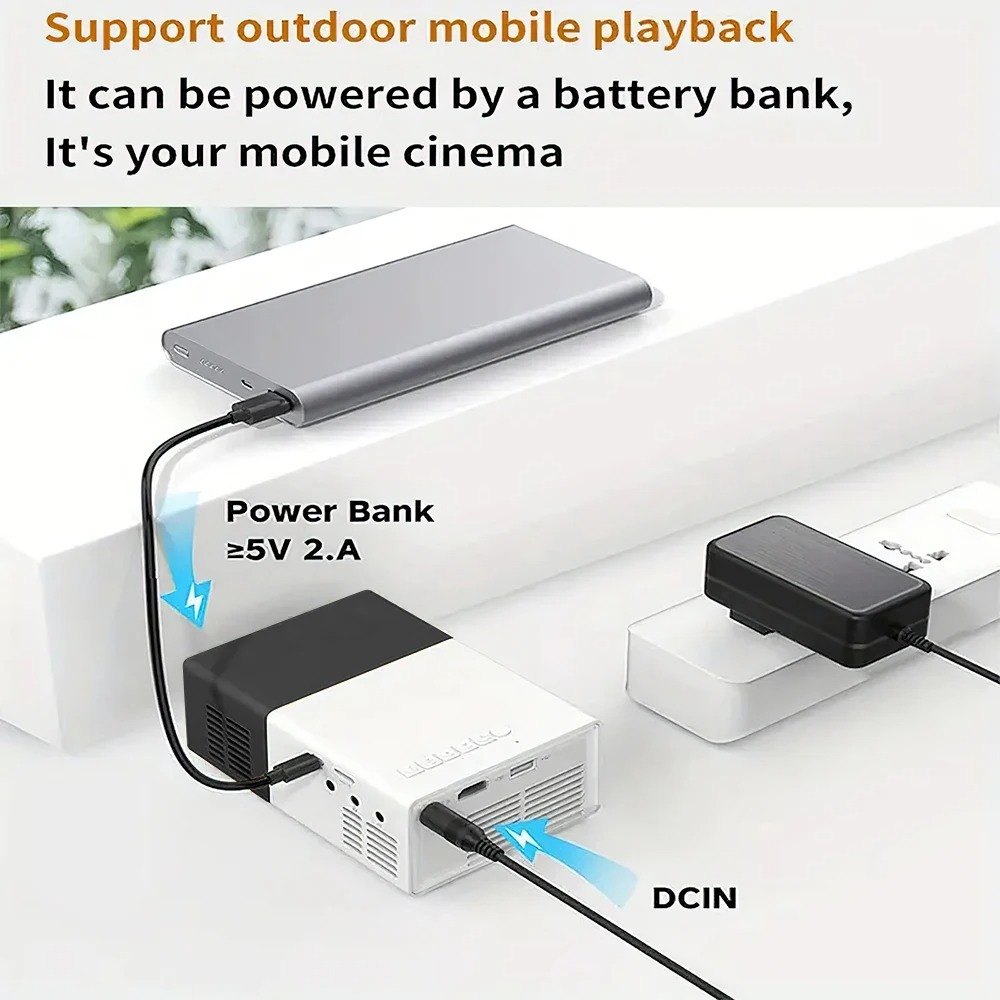 Support outdoor mobile playback
It can be powered by a battery bank,
It's your mobile cinema
Power Bank
≥5V 2.A
DCIN